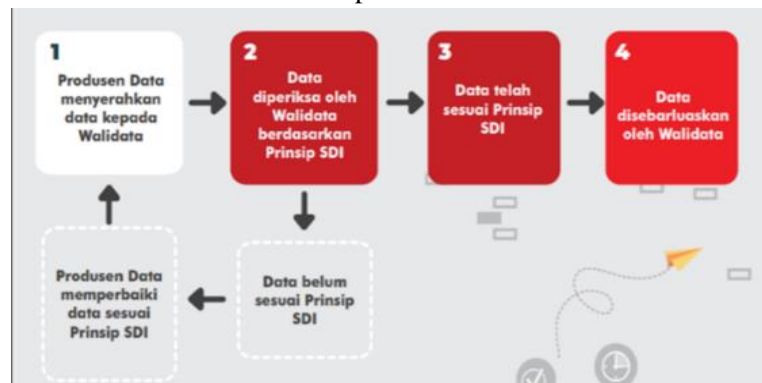 1
Produsen Data
menyerahkan
data kepada
Walidata
2
Data
diperiksa oleh
Walidata
berdasarkan
Prinsip SDI
3
Data telah
sesuai Prinsip
SDI
4
Data
disebarluaskan
oleh Walidata
Produsen Data
memperbaiki
data sesuai
Prinsip SDI
Data belum
sesuai Prinsip
SDI